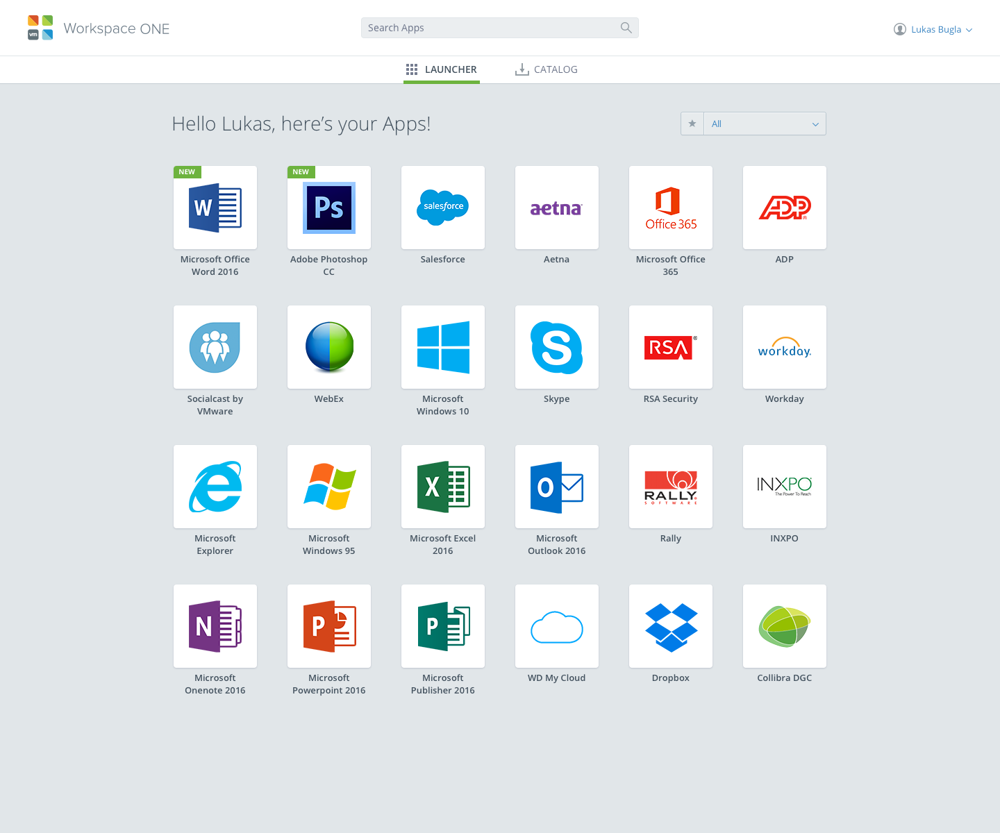 vm
Workspace ONE
Search Apps
Lukas Bugla
LAUNCHER
CATALOG
Hello Lukas, here’s your Apps!
All
NEW
W
NEW
Ps
salesforce
aetna
Office 365
ADP
Microsoft Office
Word 2016
Adobe Photoshop
CC
Salesforce
Aetna
Microsoft Office
365
ADP
S
RSA
workday.
Socialcast by
VMware
WebEx
Microsoft
Windows 10
Skype
RSA Security
Workday
e
X
O
RALLY
SOFTWARE
INXPO
The Power To Reach
Microsoft
Explorer
Microsoft
Windows 95
Microsoft Excel
2016
Microsoft
Outlook 2016
Rally
INXPO
N
P
P
Microsoft
Onenote 2016
Microsoft
Powerpoint 2016
Microsoft
Publisher 2016
WD My Cloud
Dropbox
Collibra DGC